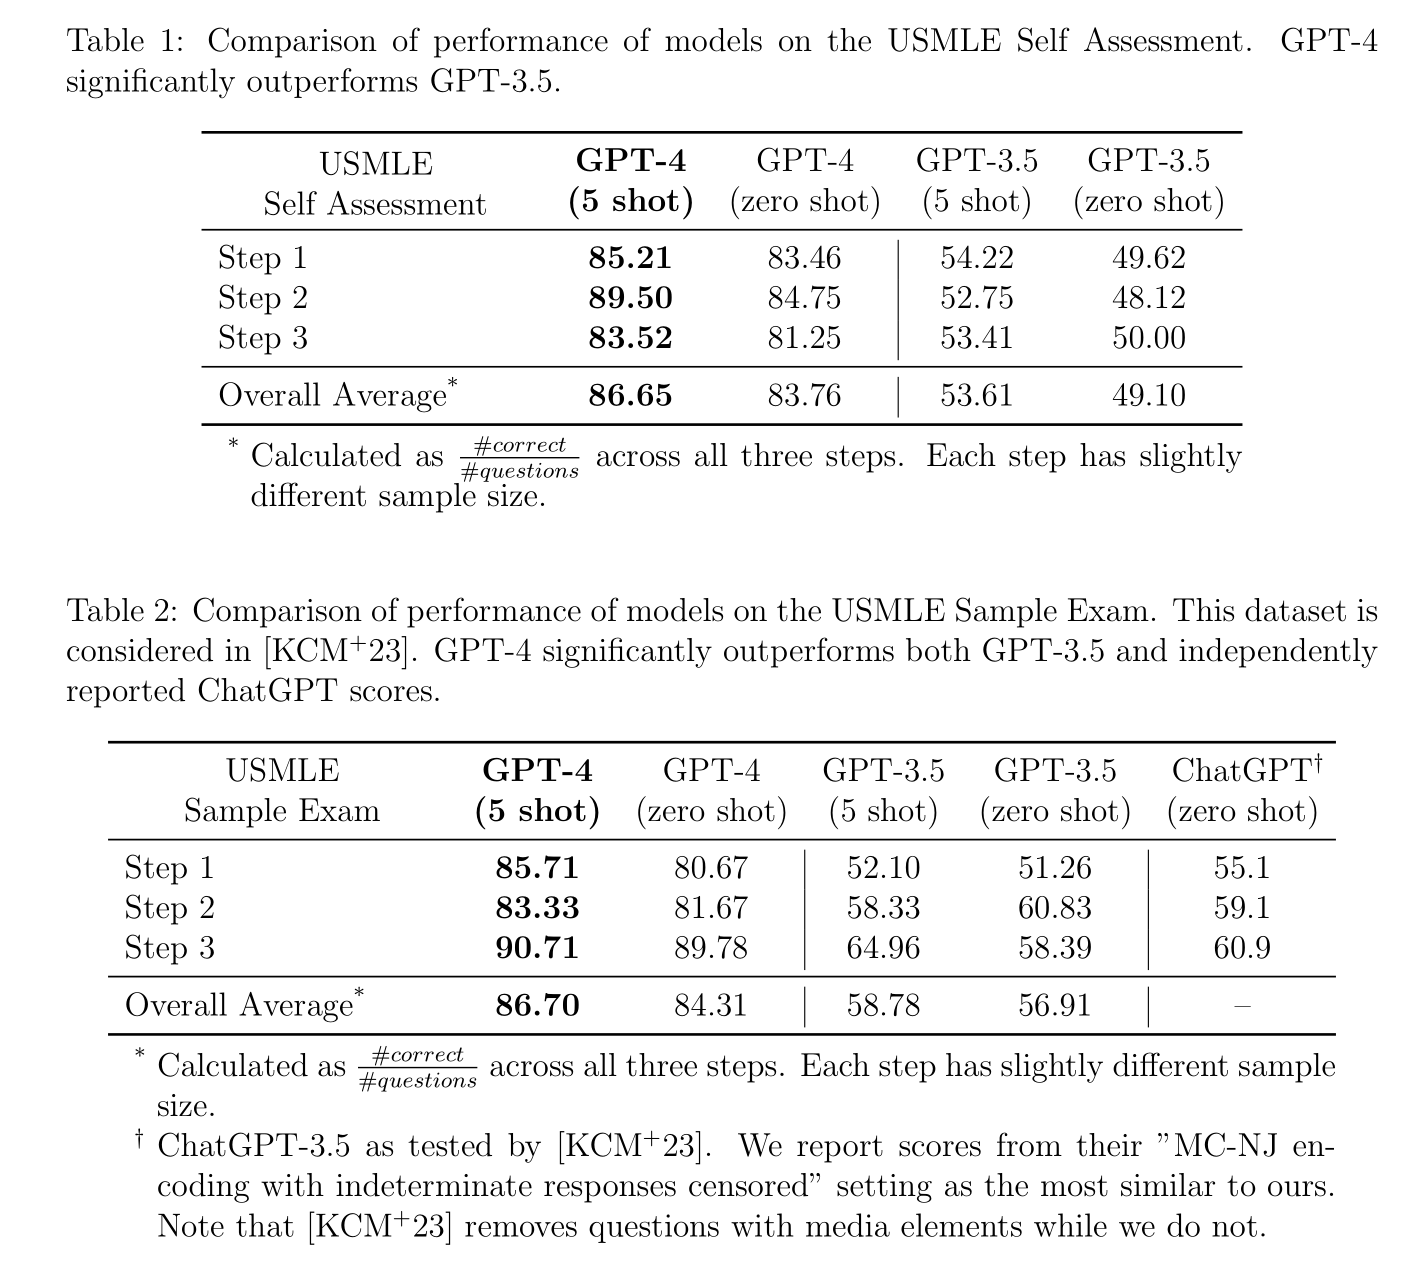 Table 1: Comparison of performance of models on the USMLE Self Assessment. GPT-4
significantly outperforms GPT-3.5.
USMLE Self Assessment | GPT-4 (5 shot) | GPT-4 (zero shot) | GPT-3.5 (5 shot) | GPT-3.5 (zero shot)
Step 1 | 85.21 | 83.46 | 54.22 | 49.62
Step 2 | 89.50 | 84.75 | 52.75 | 48.12
Step 3 | 83.52 | 81.25 | 53.41 | 50.00
Overall Average* | 86.65 | 83.76 | 53.61 | 49.10
* Calculated as #correct/#questions across all three steps. Each step has slightly
different sample size.
Table 2: Comparison of performance of models on the USMLE Sample Exam. This dataset is
considered in [KCM+23]. GPT-4 significantly outperforms both GPT-3.5 and independently
reported ChatGPT scores.
USMLE Sample Exam | GPT-4 (5 shot) | GPT-4 (zero shot) | GPT-3.5 (5 shot) | GPT-3.5 (zero shot) | ChatGPT† (zero shot)
Step 1 | 85.71 | 80.67 | 52.10 | 51.26 | 55.1
Step 2 | 83.33 | 81.67 | 58.33 | 60.83 | 59.1
Step 3 | 90.71 | 89.78 | 64.96 | 58.39 | 60.9
Overall Average* | 86.70 | 84.31 | 58.78 | 56.91 | –
* Calculated as #correct/#questions across all three steps. Each step has slightly different sample
size.
† ChatGPT-3.5 as tested by [KCM+23]. We report scores from their ”MC-NJ en-
coding with indeterminate responses censored” setting as the most similar to ours.
Note that [KCM+23] removes questions with media elements while we do not.